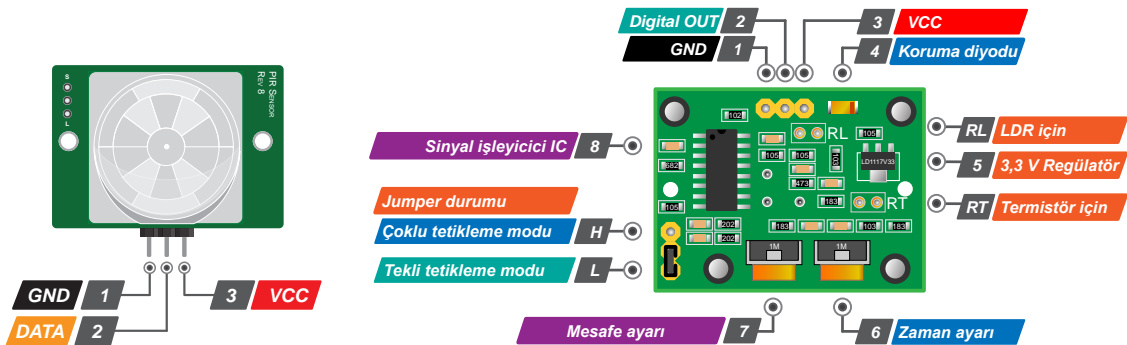 S
L
PIR SENSOR
REV 8
GND 1
DATA 2
3 VCC
Digital OUT 2
GND 1
3 VCC
4 Koruma diyodu
Sinyal işleyicici IC 8
Jumper durumu
Çoklu tetikleme modu H
Tekli tetikleme modu L
RL LDR için
5 3,3 V Regülatör
RT Termistör için
Mesafe ayarı 7
6 Zaman ayarı
102
RL
105
682
105
105
103
LD1117V33
473
105
183
RT
202
202
183
183
103
183
1M
1M